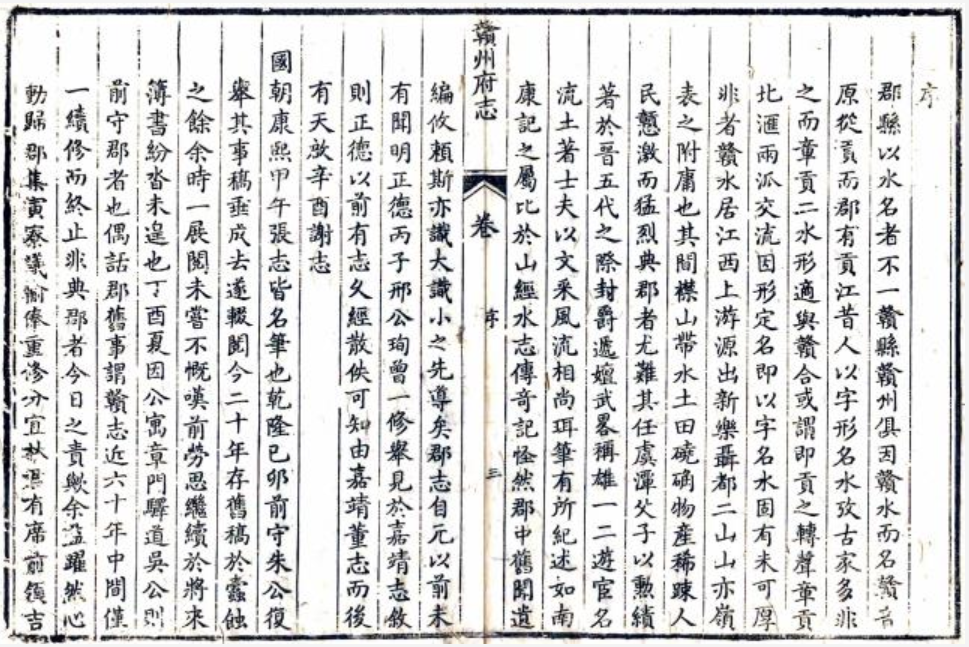 序
郡縣以水名者不一贛縣贛州俱因贛水而名贛音
原從貢而郡有貢江昔人以字形名水攷古家多非
之而章貢二水形適與贛合或謂即貢之轉聲章貢
北滙兩派交流因形定名即以字名水固有未可厚
非者贛水居江西上游源出新樂聶都二山山亦嶺
表之附庸也其間襟山帶水土田磽确物產稀踈人
民戇激而猛烈典郡者尤難其任虞潭父子以勲績
著於晉五代之際封爵遞嬗武畧稱雄一二遊宦名
流土著士夫以文采風流相尚珥筆有所紀述如南
康記之屬比於山經水志傳奇記怪然郡中舊聞遺
贛州府志
卷
序
三
編攸賴斯亦識大識小之先導矣郡志自元以前未
有聞明正德丙子邢公珣曾一修舉見於嘉靖志敘
則正德以前有志久經散佚可知由嘉靖董志而後
有天啟辛酉謝志
國朝康熙甲午張志皆名筆也乾隆己卯前守朱公復
舉其事稿垂成去遂輟閱今二十年存舊稿於蠹蝕
之餘余時一展閱未嘗不慨嘆前勞思繼續於將來
簿書紛沓未遑也丁酉夏因公寓章門驛道吳公則
前守郡者也偶話郡舊事謂贛志近六十年中間僅
一續修而終止非典郡者今日之責歟余益躍然心
動歸郡集寅寮議僉俸重修分宜林
有席前領吉